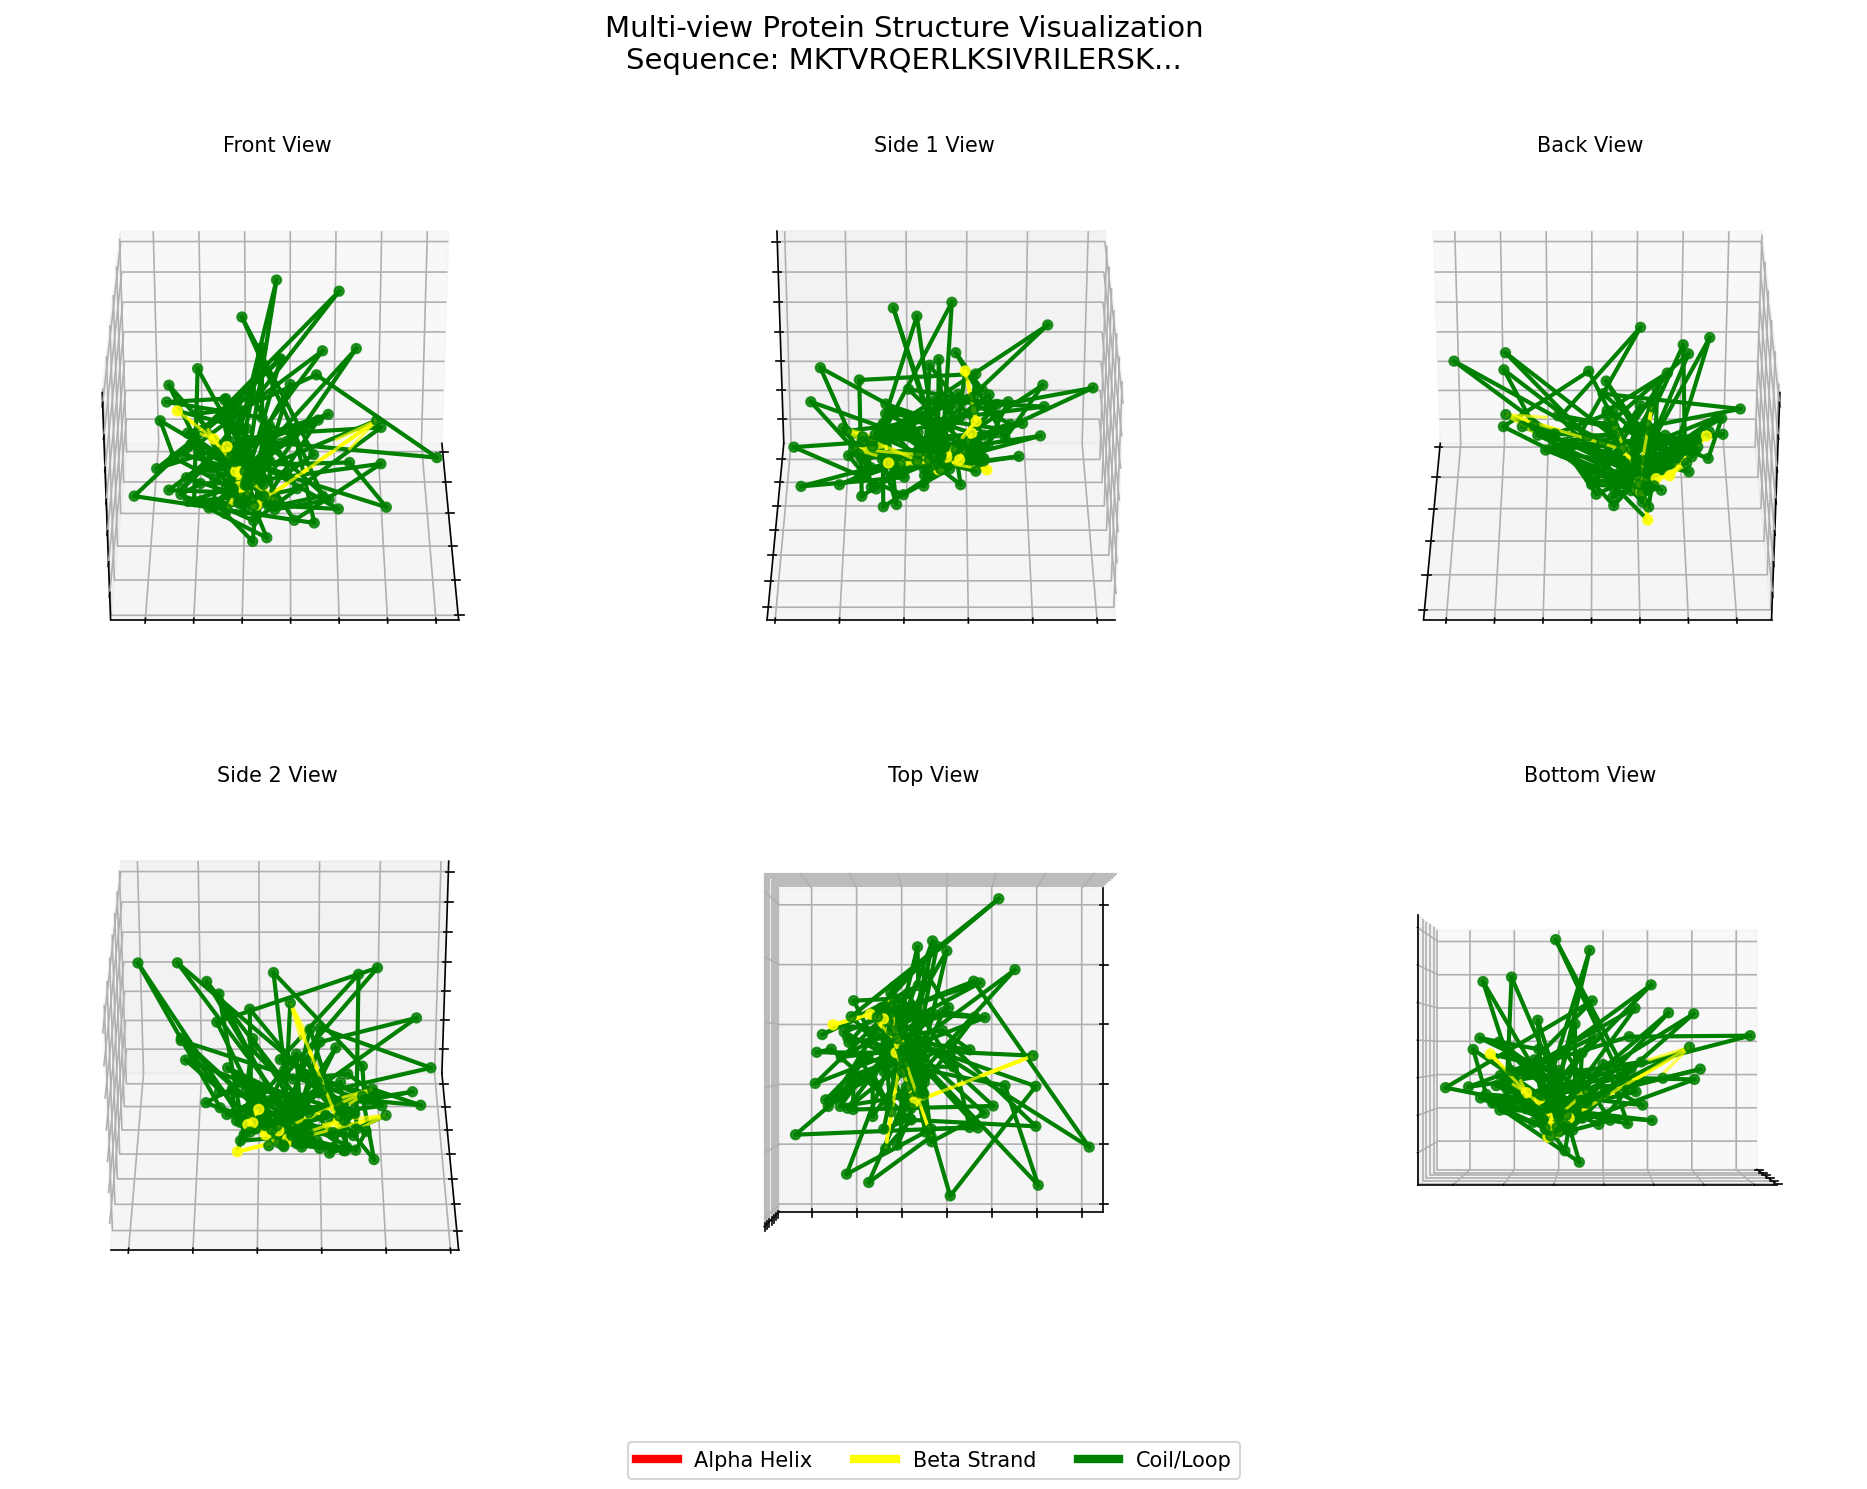 Multi-view Protein Structure Visualization
Sequence: MKTVRQERLKSIVRILERSK...
Front View
Side 1 View
Back View
Side 2 View
Top View
Bottom View
Alpha Helix
Beta Strand
Coil/Loop